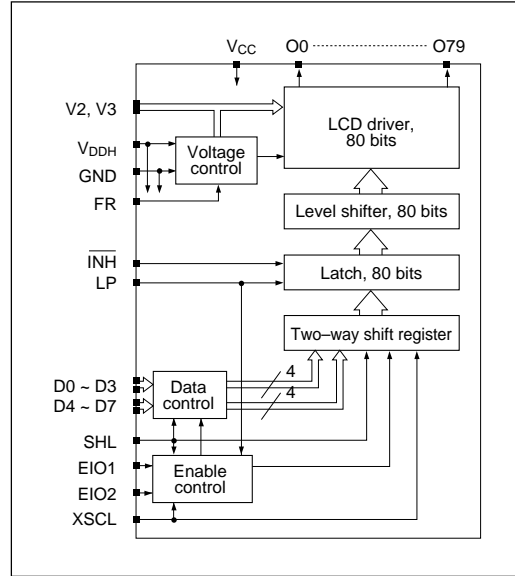 VCC O0 O79
V2, V3
LCD driver,
80 bits
VDDH
Voltage
control
GND
FR
Level shifter, 80 bits
INH
LP
Latch, 80 bits
Two–way shift register
D0 ~ D3
D4 ~ D7
Data
control
4
4
SHL
EIO1
Enable
control
EIO2
XSCL